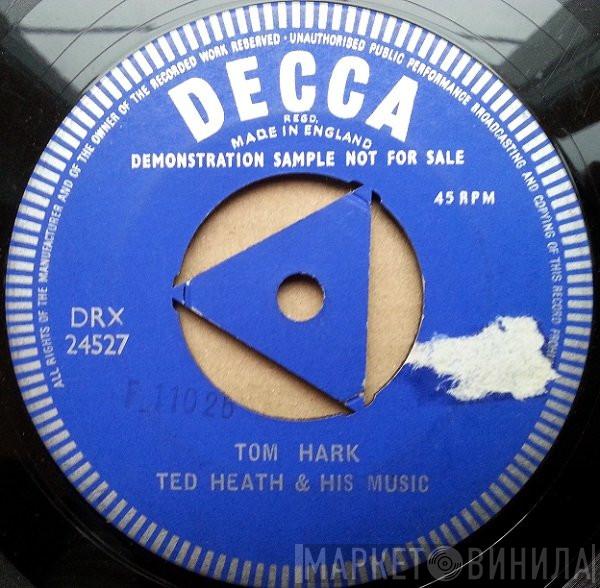 ALL RIGHTS OF THE MANUFACTURER AND OF THE OWNER OF THE RECORDED WORK RESERVED · UNAUTHORISED PUBLIC PERFORMANCE BROADCASTING AND COPYING OF THIS RECORD
DECCA
REGD.
MADE IN ENGLAND
DEMONSTRATION SAMPLE NOT FOR SALE
45 RPM
DRX
24527
TOM HARK
TED HEATH & HIS MUSIC
МАРКЕТ ВИНИЛА